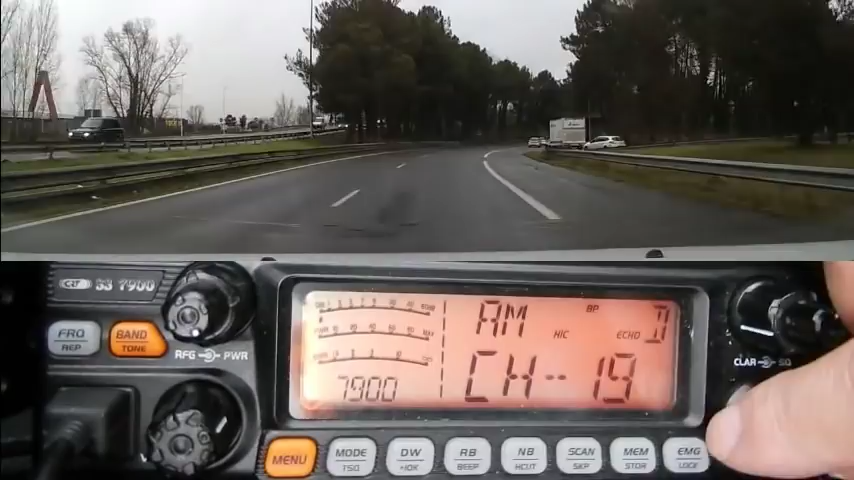 CRT SS 7900
FRQ
REP
BAND
TONE
RFG PWR
AM BP D
HIC ECHO
7900 CH--19
CLAR SQ
MENU
MODE
TSQ
DW
+10K
RB
BEEP
NB
HCUT
SCAN
SKP
MEM
STOR
EMG
LOCK